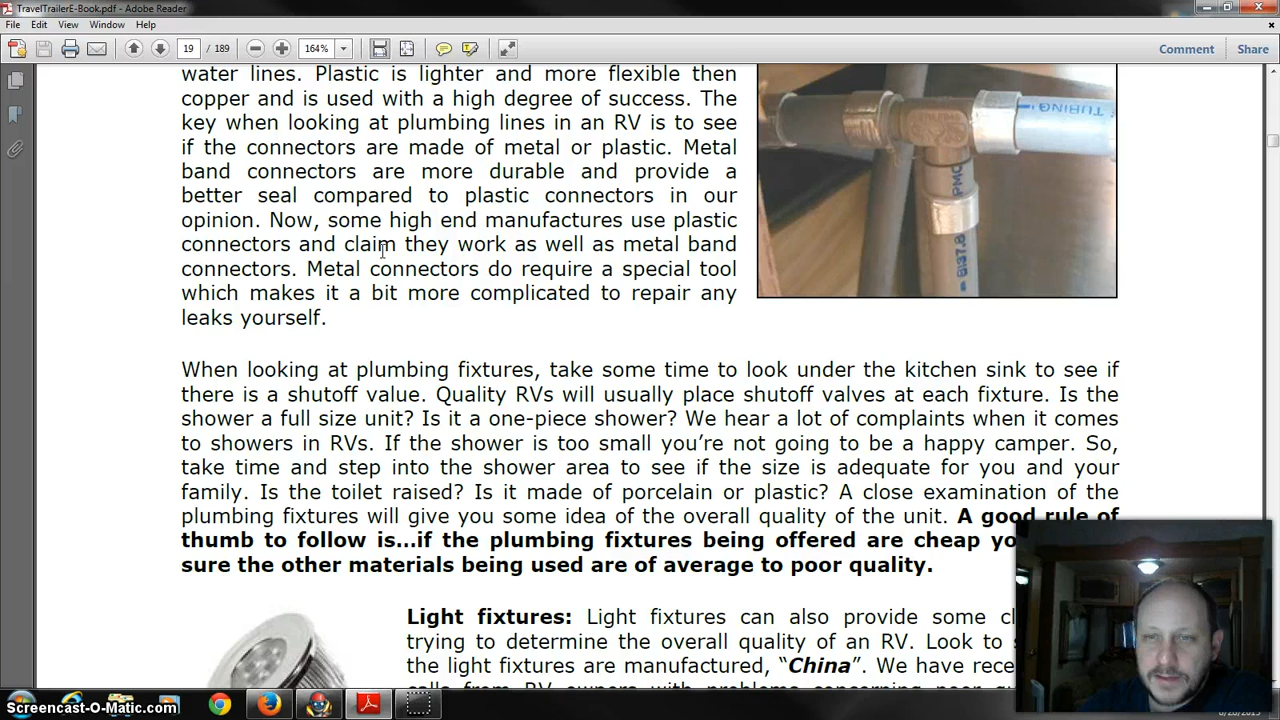 TravelTrailerE-Book.pdf - Adobe Reader
File Edit View Window Help
19 / 189 164% Comment Share
water lines. Plastic is lighter and more flexible then
copper and is used with a high degree of success. The
key when looking at plumbing lines in an RV is to see
if the connectors are made of metal or plastic. Metal
band connectors are more durable and provide a
better seal compared to plastic connectors in our
opinion. Now, some high end manufactures use plastic
connectors and claim they work as well as metal band
connectors. Metal connectors do require a special tool
which makes it a bit more complicated to repair any
leaks yourself.
TUBING
When looking at plumbing fixtures, take some time to look under the kitchen sink to see if
there is a shutoff value. Quality RVs will usually place shutoff valves at each fixture. Is the
shower a full size unit? Is it a one-piece shower? We hear a lot of complaints when it comes
to showers in RVs. If the shower is too small you're not going to be a happy camper. So,
take time and step into the shower area to see if the size is adequate for you and your
family. Is the toilet raised? Is it made of porcelain or plastic? A close examination of the
plumbing fixtures will give you some idea of the overall quality of the unit. A good rule of
thumb to follow is...if the plumbing fixtures being offered are cheap
sure the other materials being used are of average to poor quality.
Light fixtures: Light fixtures can also provide some
trying to determine the overall quality of an RV. Look to
the light fixtures are manufactured, "China". We have
Screencast-O-Matic.com